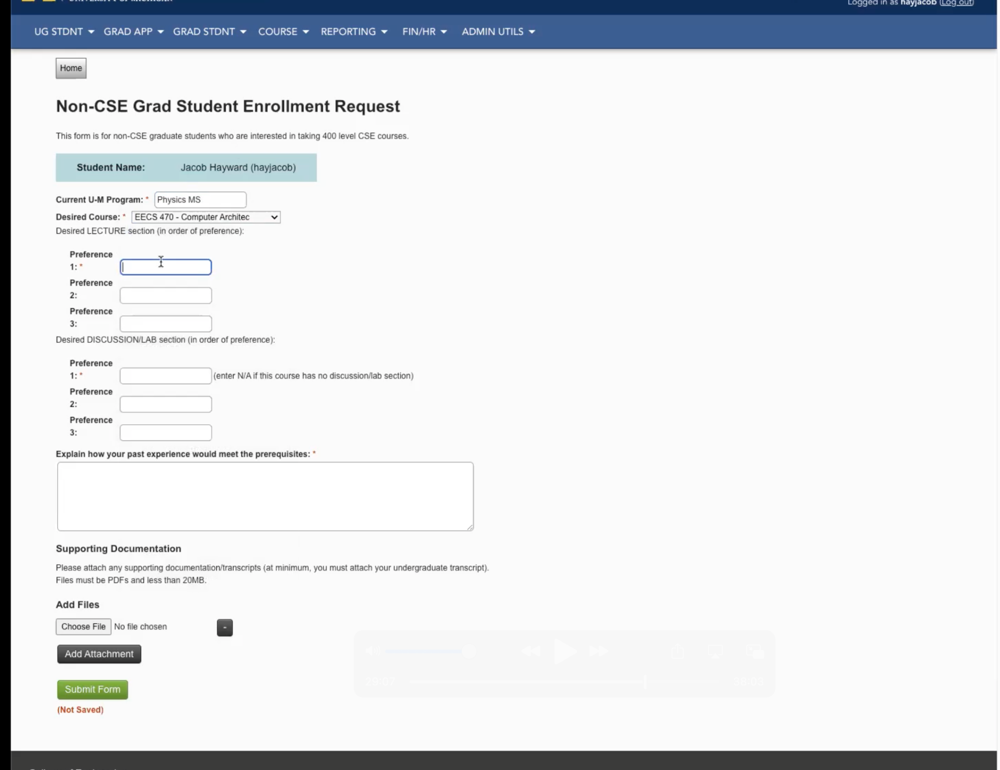 UNIVERSITY OF MICHIGAN
Logged in as hayjacob (Log out)
UG STDNT GRAD APP GRAD STDNT COURSE REPORTING FIN/HR ADMIN UTILS
Home
Non-CSE Grad Student Enrollment Request
This form is for non-CSE graduate students who are interested in taking 400 level CSE courses.
Student Name: Jacob Hayward (hayjacob)
Current U-M Program: * Physics MS
Desired Course: * EECS 470 - Computer Architec
Desired LECTURE section (in order of preference):
Preference
1: *
Preference
2:
Preference
3:
Desired DISCUSSION/LAB section (in order of preference):
Preference
1: * (enter N/A if this course has no discussion/lab section)
Preference
2:
Preference
3:
Explain how your past experience would meet the prerequisites: *
Supporting Documentation
Please attach any supporting documentation/transcripts (at minimum, you must attach your undergraduate transcript).
Files must be PDFs and less than 20MB.
Add Files
Choose File No file chosen -
Add Attachment
29:07 38:03
Submit Form
(Not Saved)